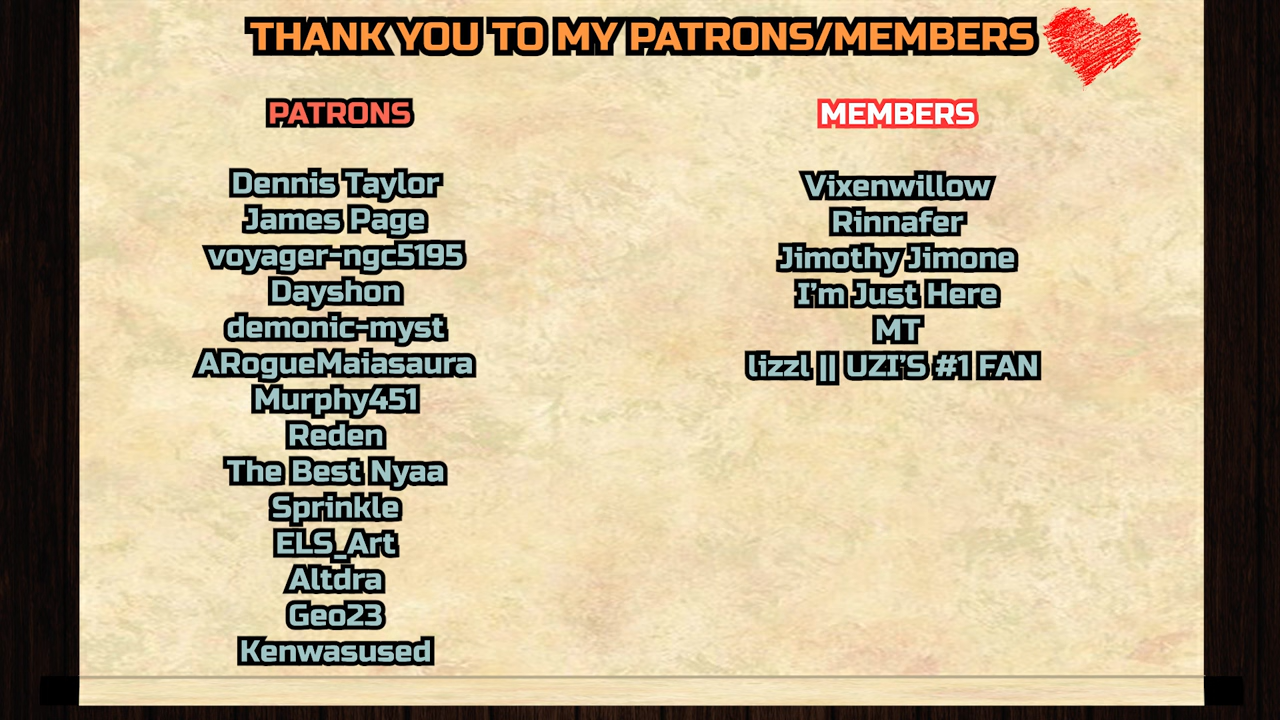 THANK YOU TO MY PATRONS/MEMBERS
PATRONS
Dennis Taylor
James Page
voyager-ngc5195
Dayshon
demonic-myst
ARogueMaiasaura
Murphy451
Reden
The Best Nyaa
Sprinkle
ELS_Art
Altdra
Geo23
Kenwasused
MEMBERS
Vixenwillow
Rinnafer
Jimothy Jimone
I'm Just Here
MT
lizzl || UZI'S #1 FAN